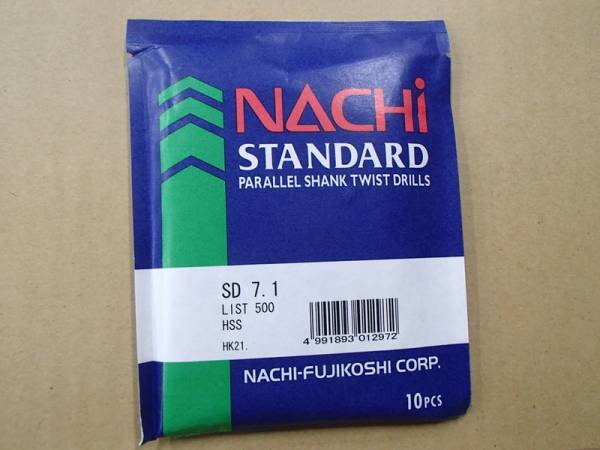 NACHi
STANDARD
PARALLEL SHANK TWIST DRILLS
SD 7.1
LIST 500
HSS
HK21.
4 991893 012972
NACHI-FUJIKOSHI CORP.
10PCS